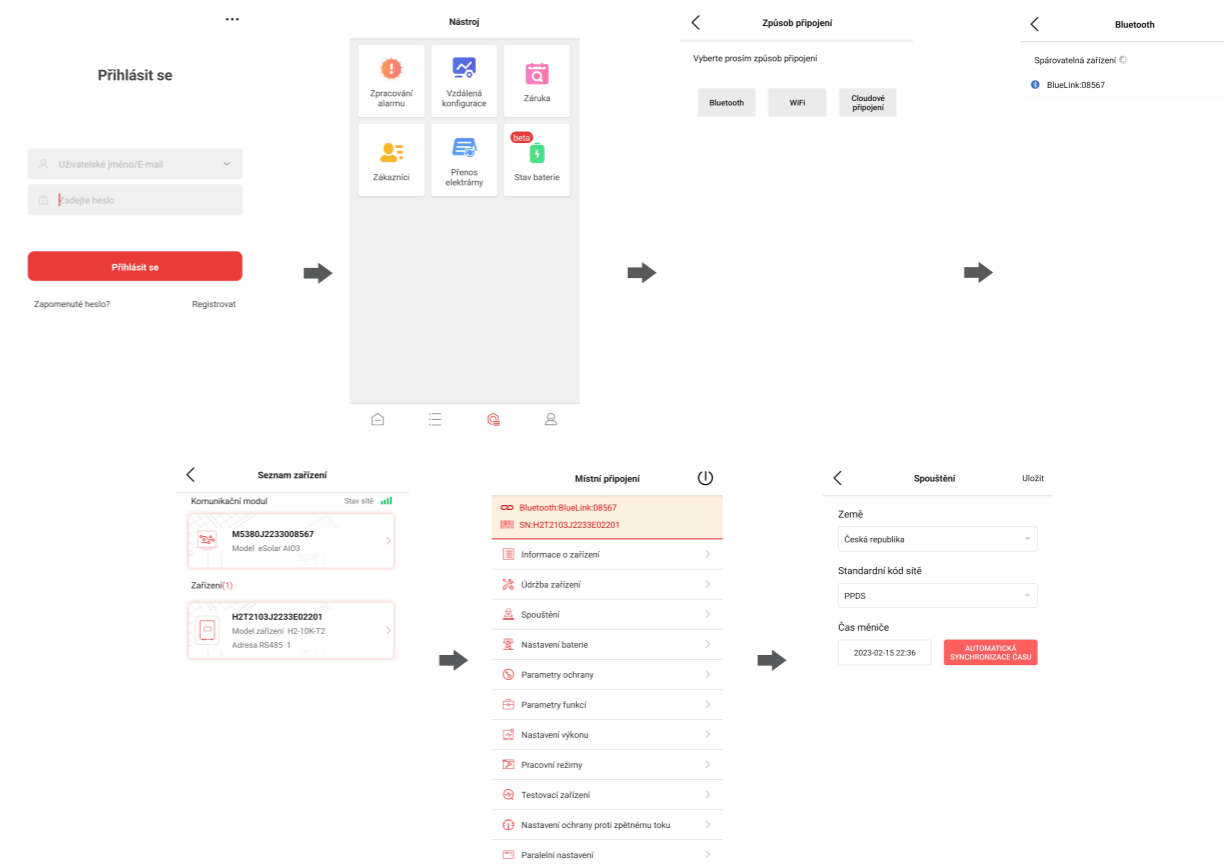 Přihlásit se
Uživatelské jméno/E-mail
Zadejte heslo
Přihlásit se
Zapomenuté heslo?
Registrovat
Nástroj
Zpracování
alarmu
Vzdálená
konfigurace
Záruka
Zákazníci
Přenos
elektrárny
beta
Stav baterie
Způsob připojení
Vyberte prosím způsob připojení
Bluetooth
WiFi
Cloudové
připojení
Bluetooth
Spárovatelná zařízení
BlueLink:08567
Seznam zařízení
Komunikační modul
Stav sítě
M5380J2233008567
Model eSolar AIO3
Zařízení(1)
H2T2103J2233E02201
Model zařízení H2-10K-T2
Adresa RS485 1
Místní připojení
Bluetooth:BlueLink:08567
SN:H2T2103J2233E02201
Informace o zařízení
Údržba zařízení
Spouštění
Nastavení baterie
Parametry ochrany
Parametry funkcí
Nastavení výkonu
Pracovní režimy
Testovací zařízení
Nastavení ochrany proti zpětnému toku
Paralelní nastavení
Spouštění
Uložit
Země
Česká republika
Standardní kód sítě
PPDS
Čas měniče
2023-02-15 22:36
AUTOMATICKÁ
SYNCHRONIZACE ČASU